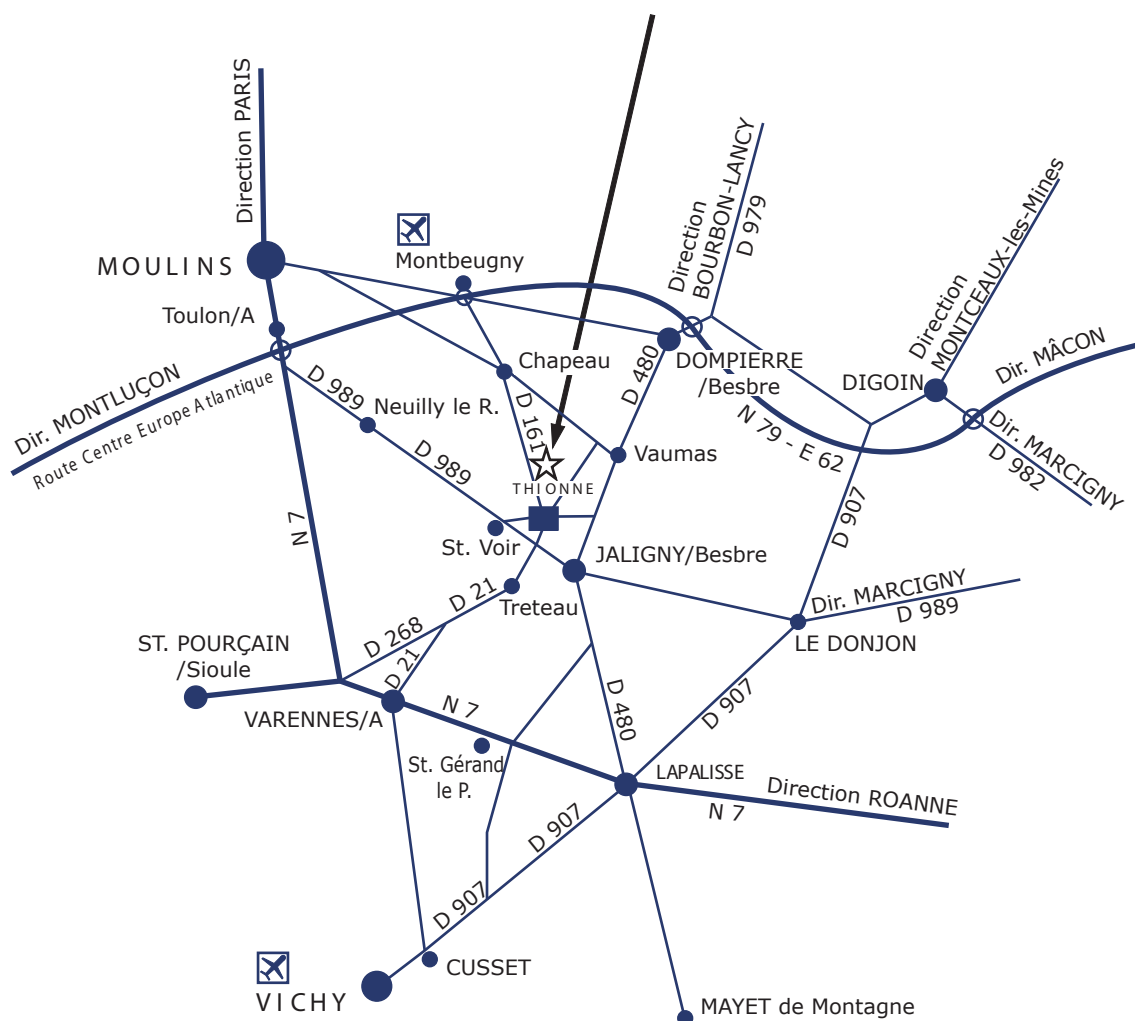 Direction PARIS
MOULINS
Montbeugny
Direction
BOURBON-LANCY
D 979
Direction
MONTCEAUX-les-Mines
Toulon/A
Chapeau
D 480
DOMPIERRE
/Besbre
DIGOIN
Dir. MÂCON
Dir. MONTLUÇON
Route Centre Europe Atlantique
D 989
Neuilly le R.
D 161
N 79 - E 62
Dir. MARCIGNY
D 982
D 989
Vaumas
THIONNE
N 7
D 907
St. Voir
JALIGNY/Besbre
D 21
Treteau
Dir. MARCIGNY
D 989
LE DONJON
ST. POURÇAIN
/Sioule
D 268
D 21
VARENNES/A
N 7
D 480
D 907
St. Gérand
le P.
LAPALISSE
Direction ROANNE
N 7
D 907
D 907
CUSSET
VICHY
MAYET de Montagne